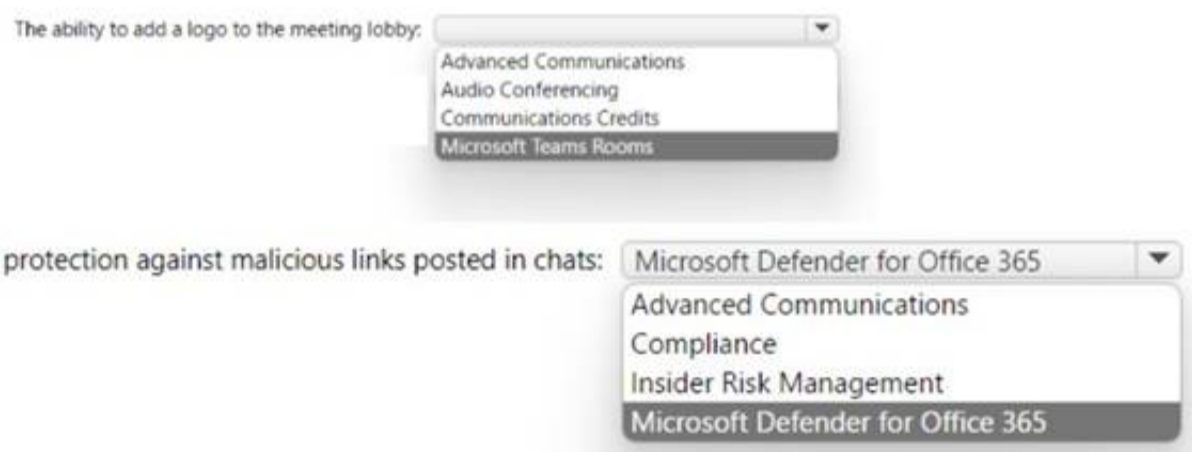 The ability to add a logo to the meeting lobby:
Advanced Communications
Audio Conferencing
Communications Credits
Microsoft Teams Rooms
protection against malicious links posted in chats: Microsoft Defender for Office 365
Advanced Communications
Compliance
Insider Risk Management
Microsoft Defender for Office 365